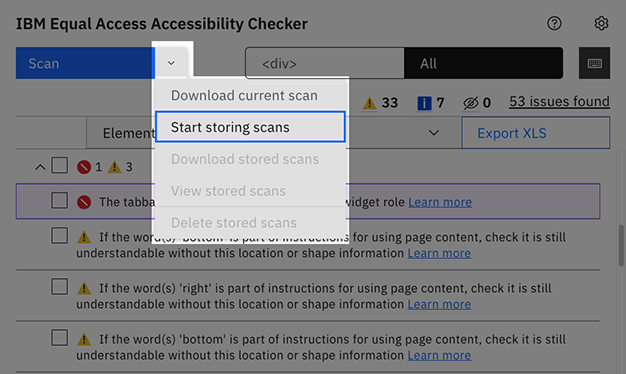 IBM Equal Access Accessibility Checker
Scan
<div>
All
Download current scan
33
7
0
53 issues found
Start storing scans
Elemen
Export XLS
Download stored scans
1
3
View stored scans
The tabba
widget role Learn more
Delete stored scans
If the word(s) 'bottom' is part of instructions for using page content, check it is still
understandable without this location or shape information Learn more
If the word(s) 'right' is part of instructions for using page content, check it is still
understandable without this location or shape information Learn more
If the word(s) 'bottom' is part of instructions for using page content, check it is still
understandable without this location or shape information Learn more